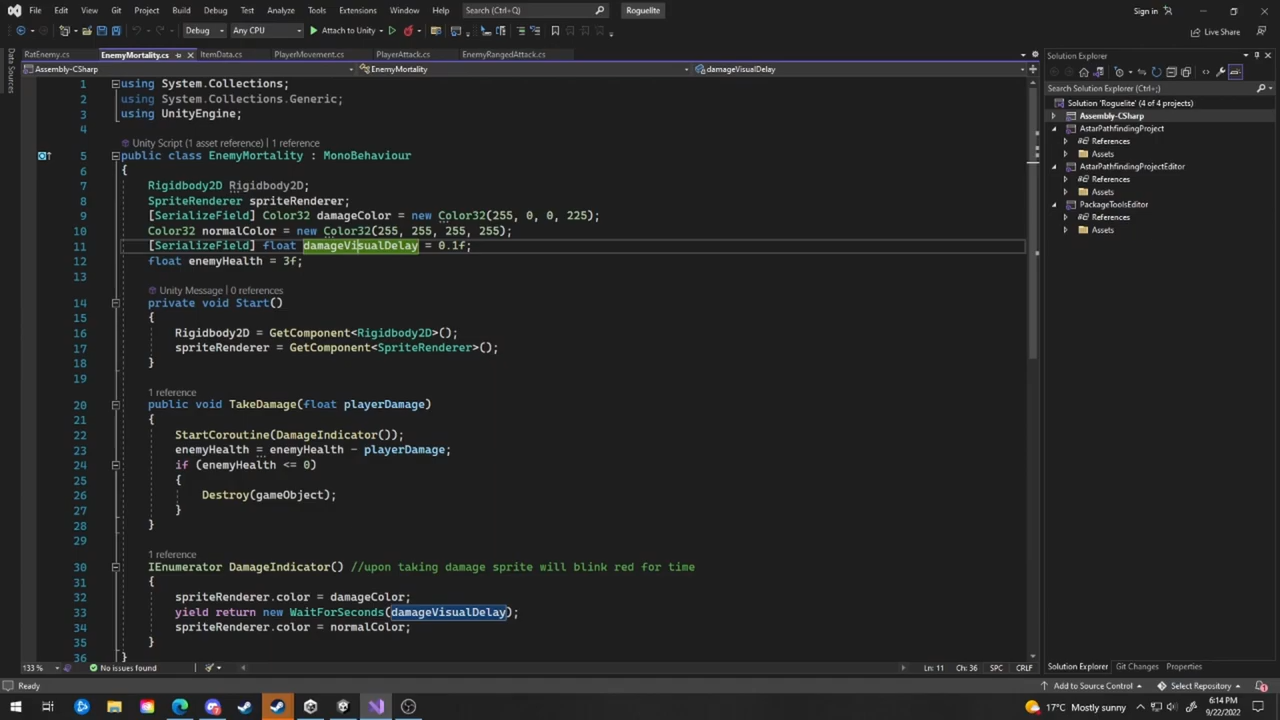 File Edit View Git Project Build Debug Test Analyze Tools Extensions Window Help Search (Ctrl+Q) Roguelite Sign in
Debug Any CPU Attach to Unity Live Share
Data Sources
RatEnemy.cs EnemyMortality.cs ItemData.cs PlayerMovement.cs PlayerAttack.cs EnemyRangedAttack.cs
Assembly-CSharp EnemyMortality damageVisualDelay
1 using System.Collections;
2 using System.Collections.Generic;
3 using UnityEngine;
4
Unity Script (1 asset reference) | 1 reference
5 public class EnemyMortality : MonoBehaviour
6 {
7 Rigidbody2D Rigidbody2D;
8 SpriteRenderer spriteRenderer;
9 [SerializeField] Color32 damageColor = new Color32(255, 0, 0, 225);
10 Color32 normalColor = new Color32(255, 255, 255, 255);
11 [SerializeField] float damageVisualDelay = 0.1f;
12 float enemyHealth = 3f;
13
Unity Message | 0 references
14 private void Start()
15 {
16 Rigidbody2D = GetComponent<Rigidbody2D>();
17 spriteRenderer = GetComponent<SpriteRenderer>();
18 }
19
1 reference
20 public void TakeDamage(float playerDamage)
21 {
22 StartCoroutine(DamageIndicator());
23 enemyHealth = enemyHealth - playerDamage;
24 if (enemyHealth <= 0)
25 {
26 Destroy(gameObject);
27 }
28 }
29
1 reference
30 IEnumerator DamageIndicator() //upon taking damage sprite will blink red for time
31 {
32 spriteRenderer.color = damageColor;
33 yield return new WaitForSeconds(damageVisualDelay);
34 spriteRenderer.color = normalColor;
35 }
36 }
133 % No issues found Ln: 11 Ch: 36 SPC CRLF
Solution Explorer
Search Solution Explorer (Ctrl+;)
Solution 'Roguelite' (4 of 4 projects)
Assembly-CSharp
AstarPathfindingProject
References
Assets
AstarPathfindingProjectEditor
References
Assets
PackageToolsEditor
References
Assets
Solution Explorer Git Changes Properties
Ready Add to Source Control Select Repository 1
17°C Mostly sunny 6:14 PM
9/22/2022